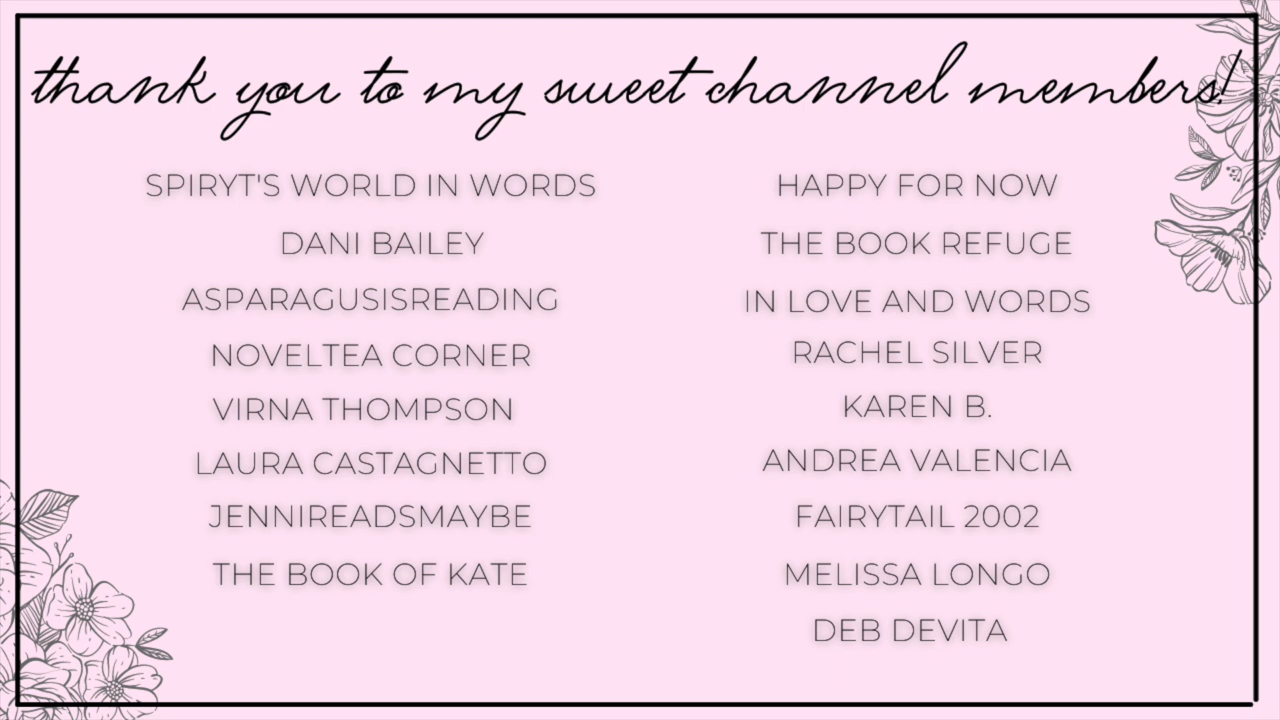 thank you to my sweet channel members!
SPIRYT'S WORLD IN WORDS
DANI BAILEY
ASPARAGUSISREADING
NOVELTEA CORNER
VIRNA THOMPSON
LAURA CASTAGNETTO
JENNIREADSMAYBE
THE BOOK OF KATE
HAPPY FOR NOW
THE BOOK REFUGE
IN LOVE AND WORDS
RACHEL SILVER
KAREN B.
ANDREA VALENCIA
FAIRYTAIL 2002
MELISSA LONGO
DEB DEVITA